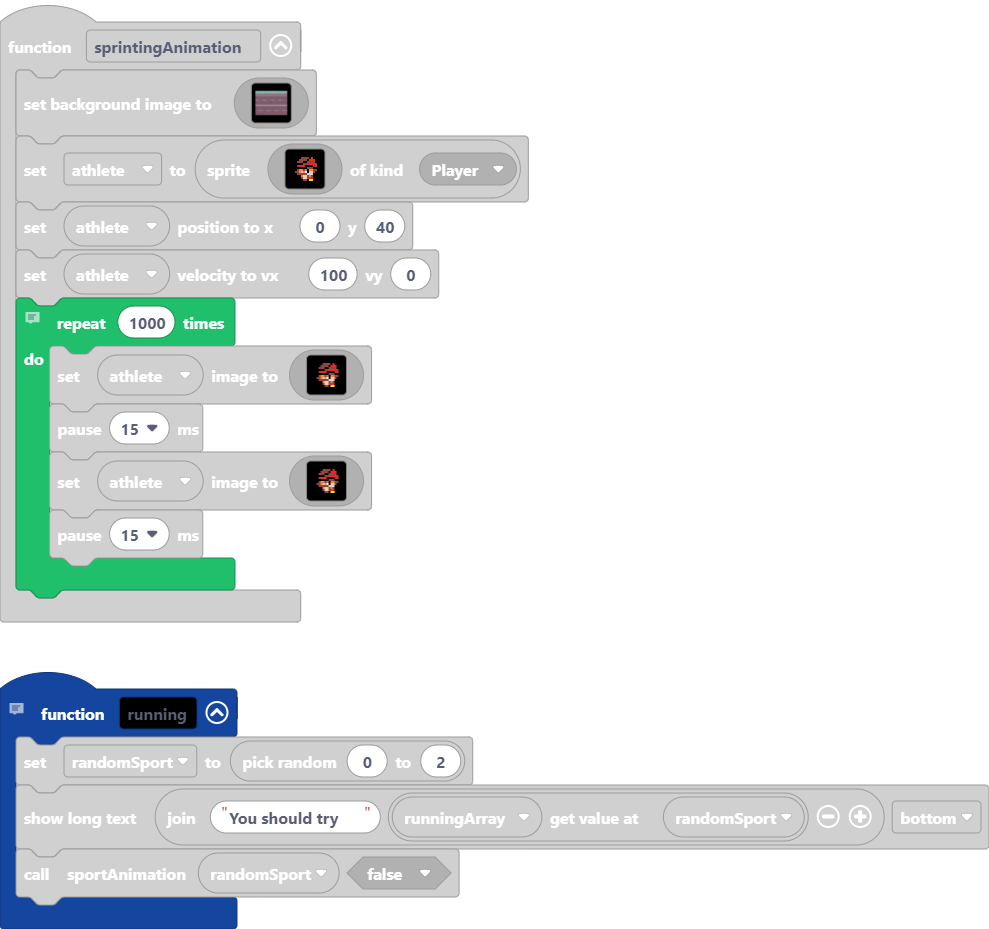 function sprintingAnimation
set background image to
set athlete to sprite of kind Player
set athlete position to x 0 y 40
set athlete velocity to vx 100 vy 0
repeat 1000 times
do
set athlete image to
pause 15 ms
set athlete image to
pause 15 ms
function running
set randomSport to pick random 0 to 2
show long text join "You should try " runningArray get value at randomSport bottom
call sportAnimation randomSport false